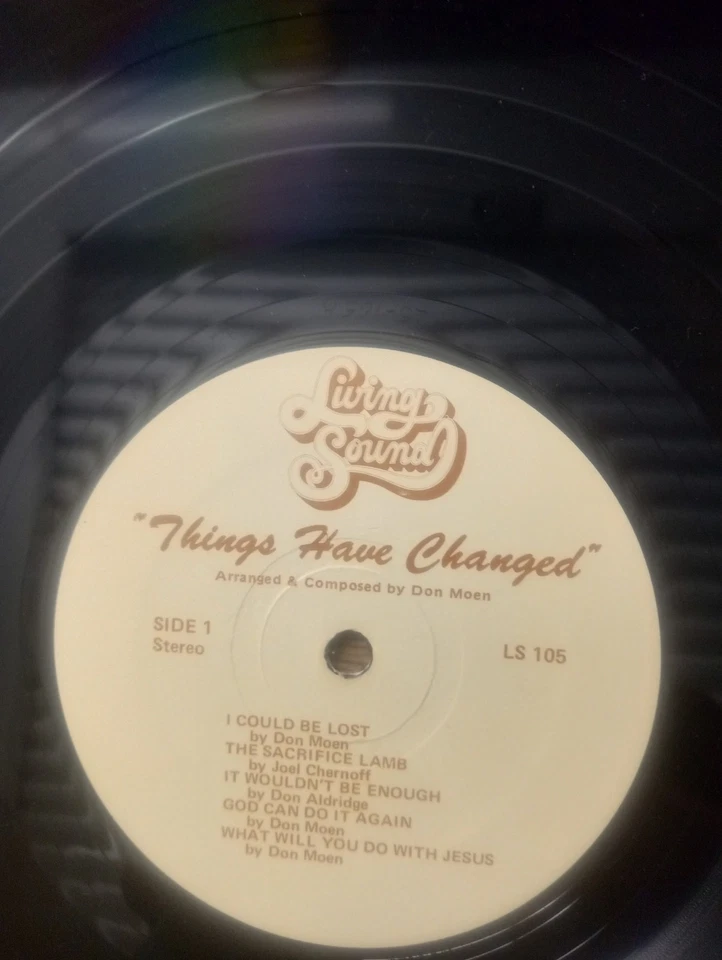 Living
Sound
"Things Have Changed"
Arranged & Composed by Don Moen
SIDE 1
Stereo
LS 105
I COULD BE LOST
by Don Moen
THE SACRIFICE LAMB
by Joel Chernoff
IT WOULDN'T BE ENOUGH
by Don Aldridge
GOD CAN DO IT AGAIN
by Don Moen
WHAT WILL YOU DO WITH JESUS
by Don Moen